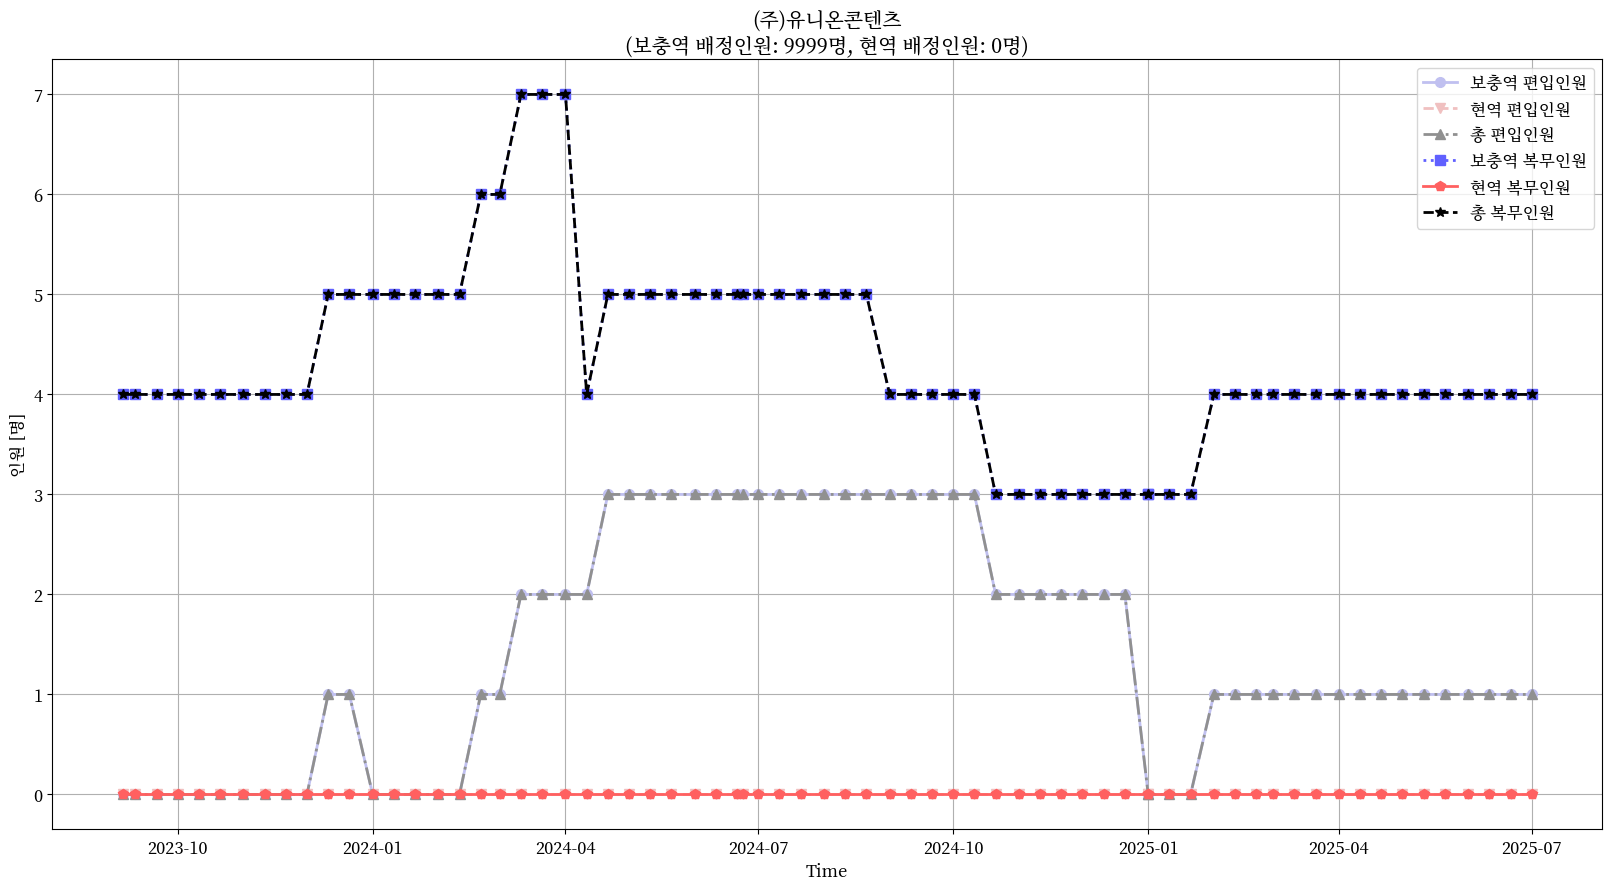 (주)유니온콘텐츠
(보충역 배정인원: 9999명, 현역 배정인원: 0명)
보충역 편입인원
현역 편입인원
총 편입인원
보충역 복무인원
현역 복무인원
총 복무인원
인원 [명]
7
6
5
4
3
2
1
0
2023-10
2024-01
2024-04
2024-07
2024-10
2025-01
2025-04
2025-07
Time